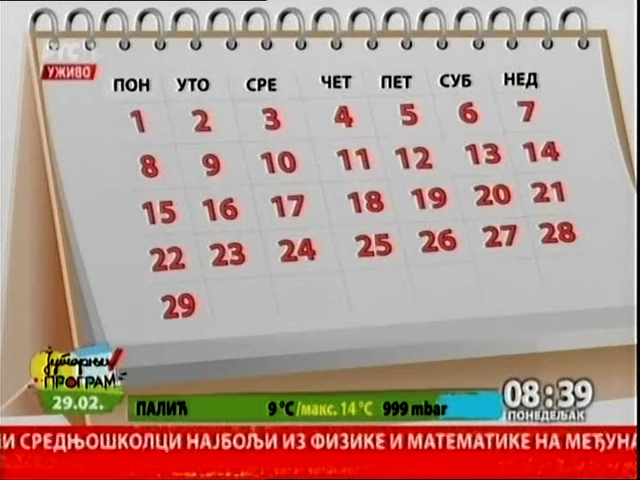 РТС
УЖИВО
ПОН УТО СРЕ ЧЕТ ПЕТ СУБ НЕД
1 2 3 4 5 6 7
8 9 10 11 12 13 14
15 16 17 18 19 20 21
22 23 24 25 26 27 28
29
Јутарњи
ПРОГРАМ
29.02.
ПАЛИЋ 9 °C /макс. 14 °C 999 mbar
08:39
ПОНЕДЕЉАК
И СРЕДЊОШКОЛЦИ НАЈБОЉИ ИЗ ФИЗИКЕ И МАТЕМАТИКЕ НА МЕЂУНА